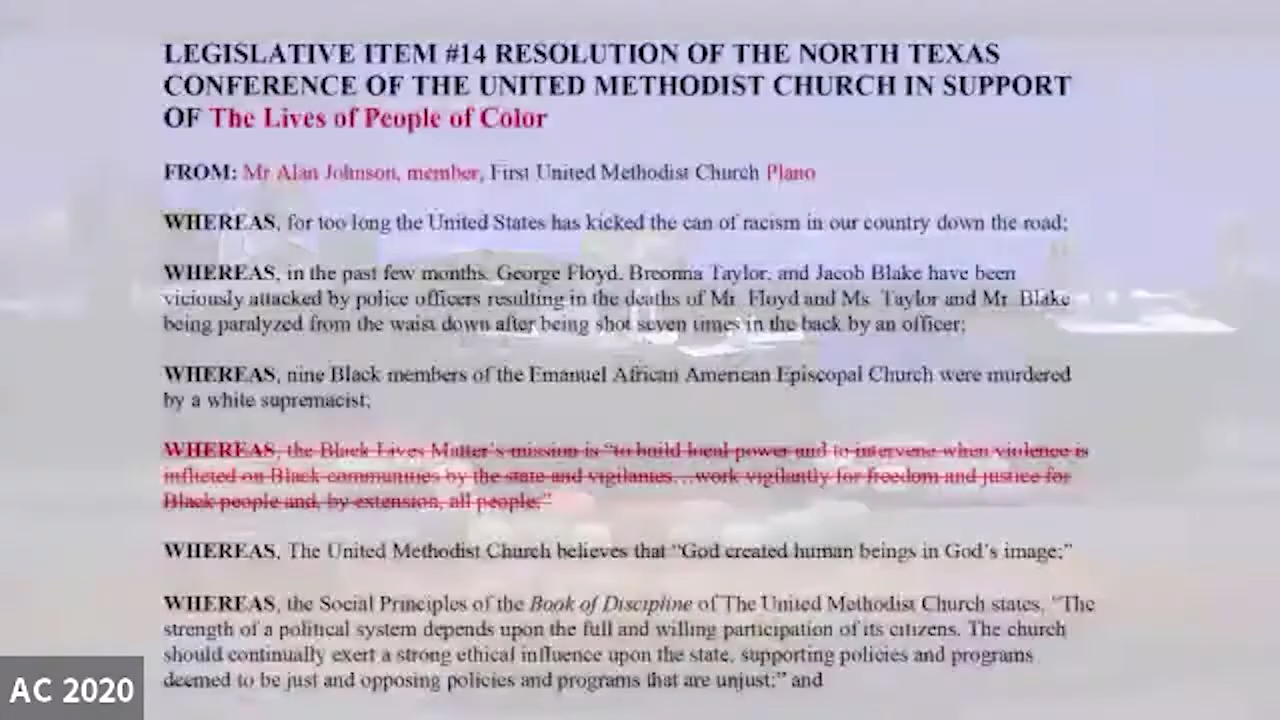 LEGISLATIVE ITEM #14 RESOLUTION OF THE NORTH TEXAS
CONFERENCE OF THE UNITED METHODIST CHURCH IN SUPPORT
OF The Lives of People of Color
FROM: Mr Alan Johnson, member, First United Methodist Church Plano
WHEREAS, for too long the United States has kicked the can of racism in our country down the road;
WHEREAS, in the past few months, George Floyd, Breonna Taylor, and Jacob Blake have been
viciously attacked by police officers resulting in the deaths of Mr. Floyd and Ms. Taylor and Mr. Blake
being paralyzed from the waist down after being shot seven times in the back by an officer;
WHEREAS, nine Black members of the Emanuel African American Episcopal Church were murdered
by a white supremacist;
WHEREAS, the Black Lives Matter's mission is "to build local power and to intervene when violence is
inflicted on Black communities by the state and vigilantes…work vigilantly for freedom and justice for
Black people and, by extension, all people;"
WHEREAS, The United Methodist Church believes that "God created human beings in God's image;"
WHEREAS, the Social Principles of the Book of Discipline of The United Methodist Church states, "The
strength of a political system depends upon the full and willing participation of its citizens. The church
should continually exert a strong ethical influence upon the state, supporting policies and programs
deemed to be just and opposing policies and programs that are unjust;" and
AC 2020